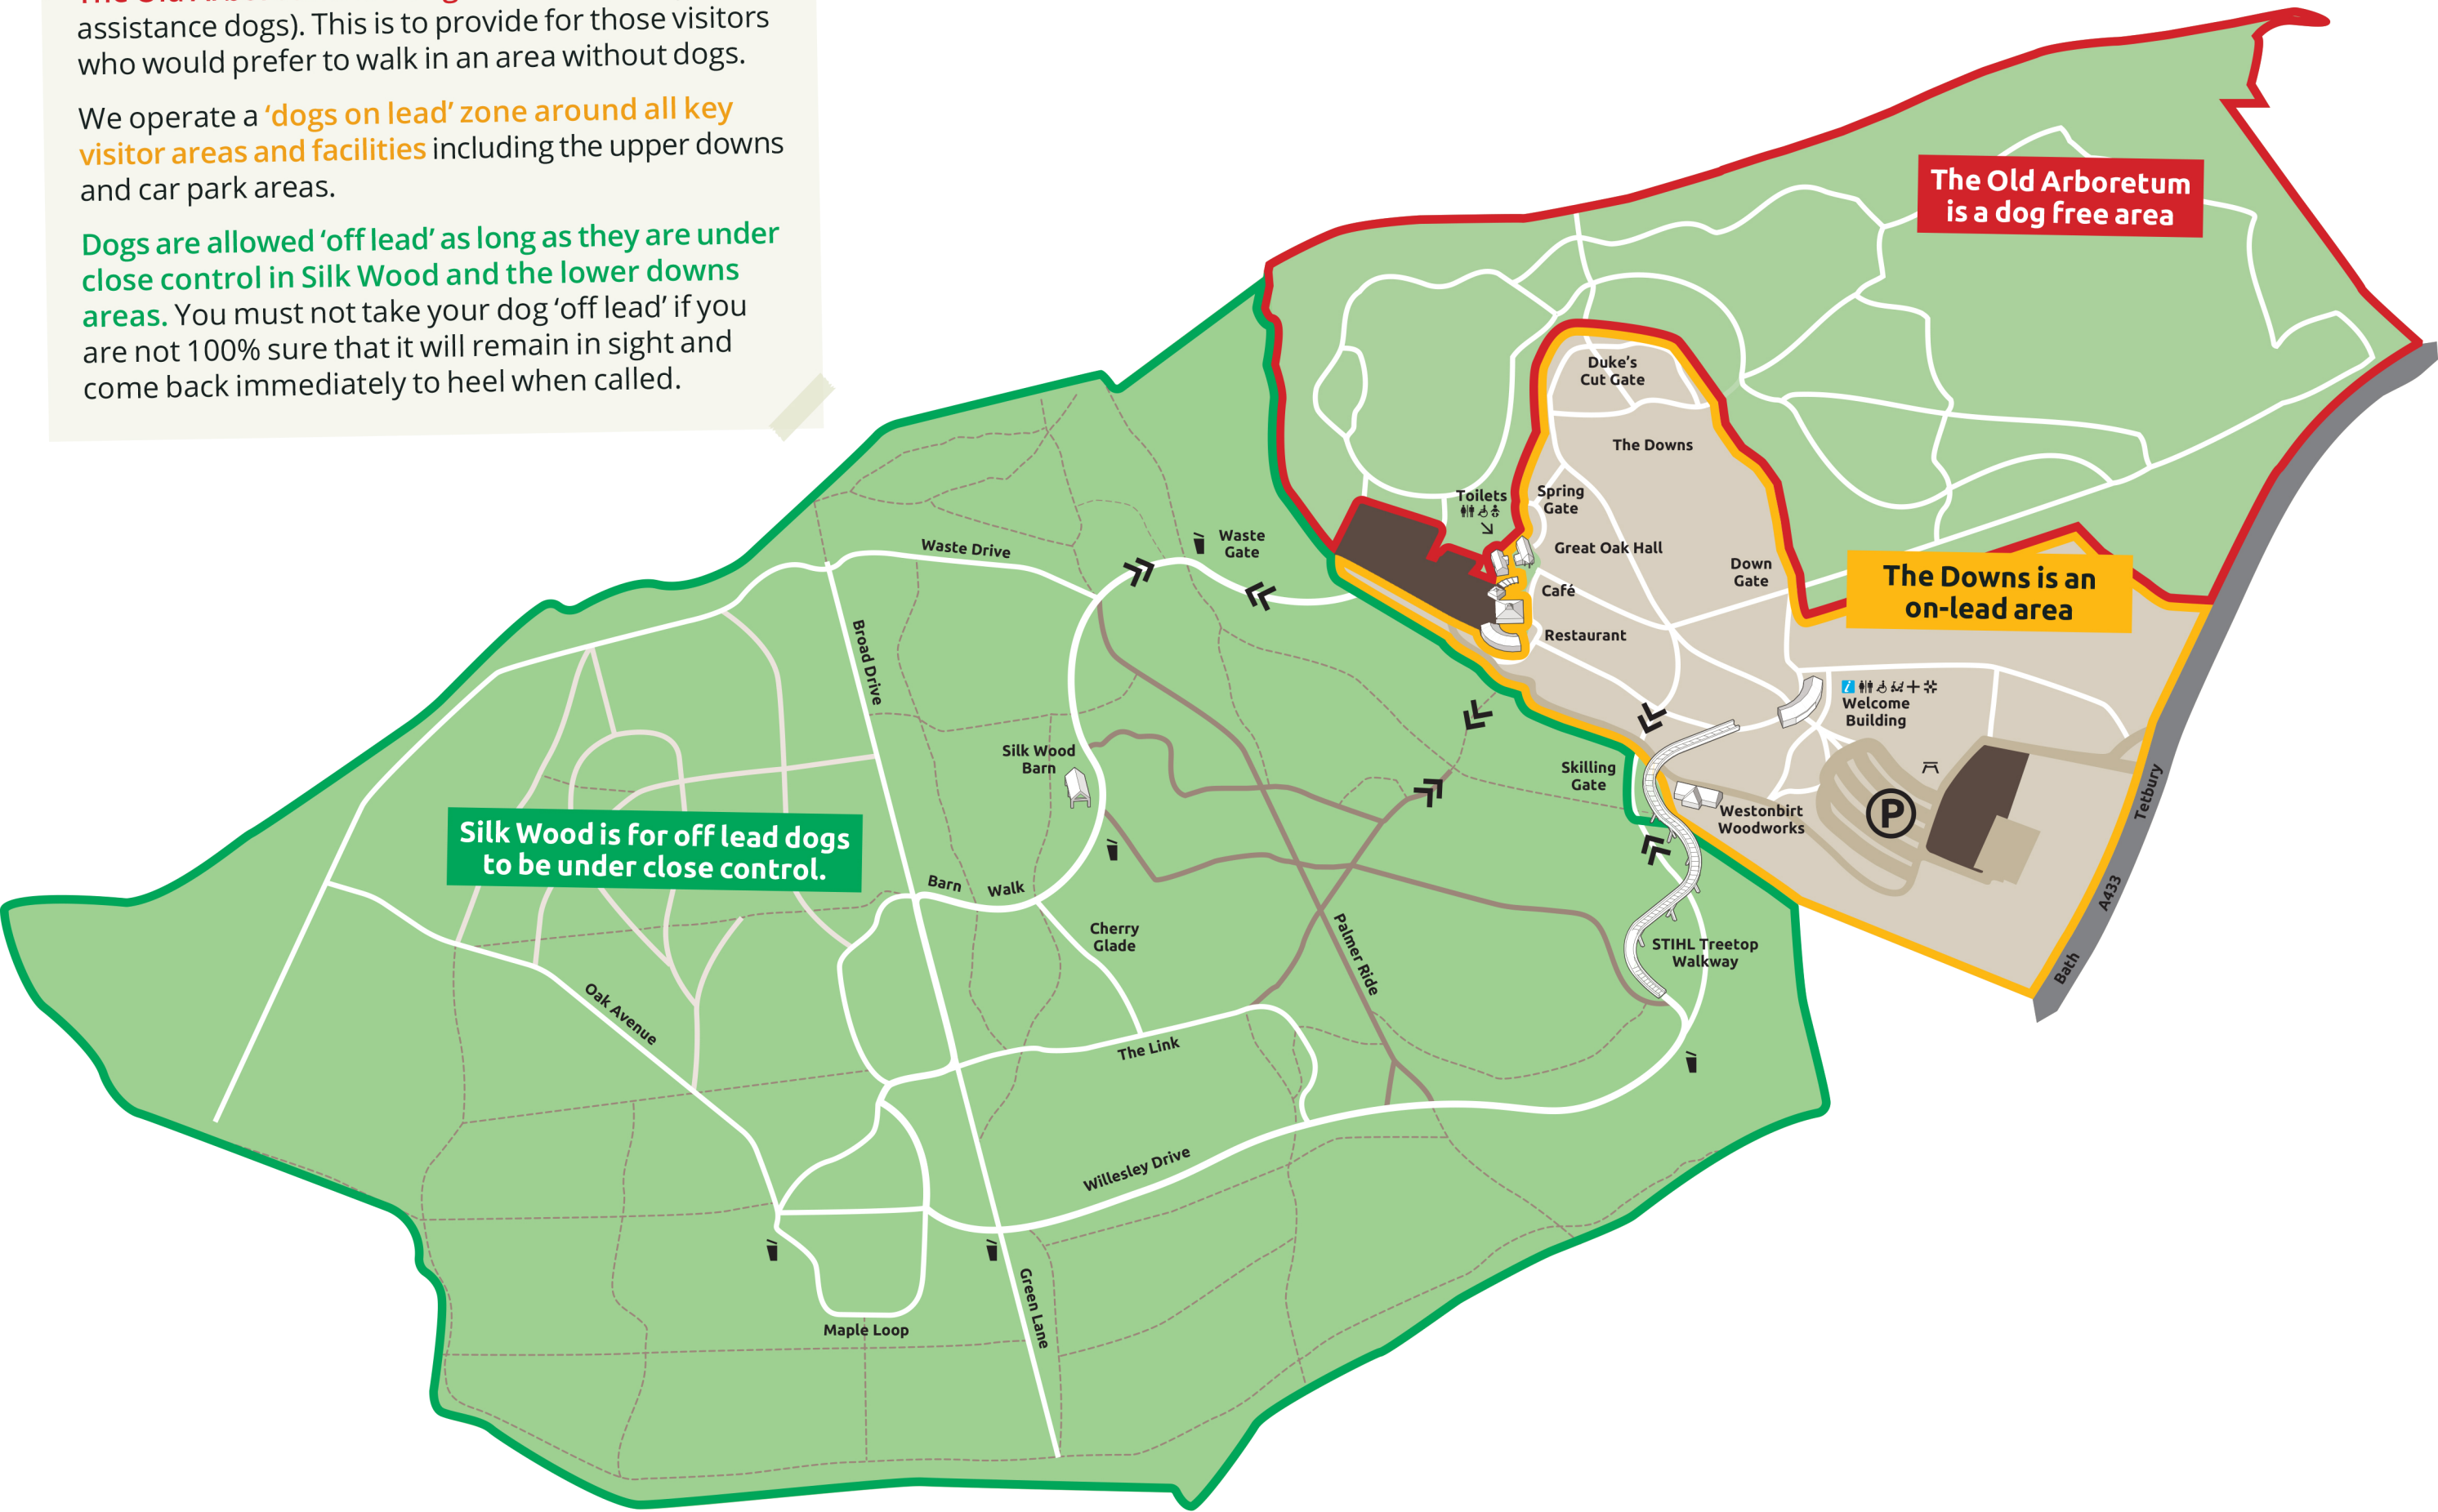 assistance dogs). This is to provide for those visitors
who would prefer to walk in an area without dogs.
We operate a ‘dogs on lead’ zone around all key
visitor areas and facilities including the upper downs
and car park areas.
Dogs are allowed ‘off lead’ as long as they are under
close control in Silk Wood and the lower downs
areas. You must not take your dog ‘off lead’ if you
are not 100% sure that it will remain in sight and
come back immediately to heel when called.
The Old Arboretum
is a dog free area
Duke’s
Cut Gate
The Downs
Toilets
Spring
Gate
Great Oak Hall
Waste
Gate
Waste Drive
Down
Gate
Café
The Downs is an
on-lead area
Restaurant
Broad Drive
i
Welcome
Building
Silk Wood
Barn
Skilling
Gate
Westonbirt
Woodworks
P
Tetbury
A433
Bath
Silk Wood is for off lead dogs
to be under close control.
Barn Walk
Cherry
Glade
Palmer Ride
STIHL Treetop
Walkway
Oak Avenue
The Link
Willesley Drive
Green Lane
Maple Loop